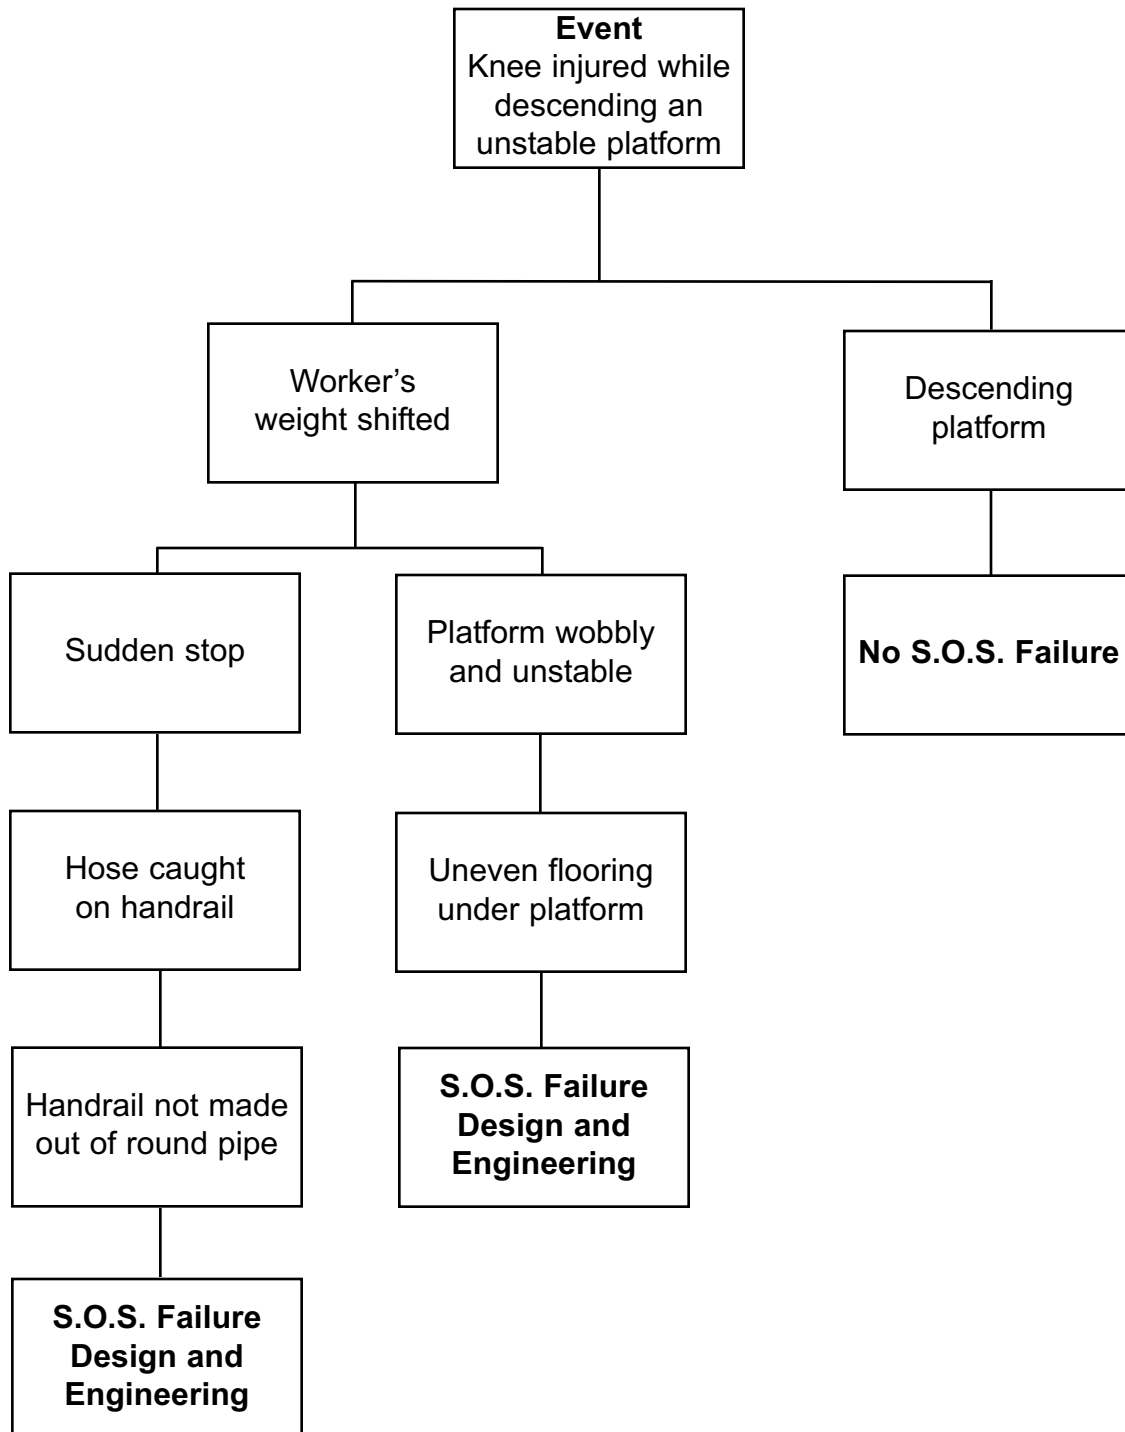 Event
Knee injured while
descending an
unstable platform
Worker’s
weight shifted
Descending
platform
Sudden stop
Platform wobbly
and unstable
No S.O.S. Failure
Hose caught
on handrail
Uneven flooring
under platform
Handrail not made
out of round pipe
S.O.S. Failure
Design and
Engineering
S.O.S. Failure
Design and
Engineering